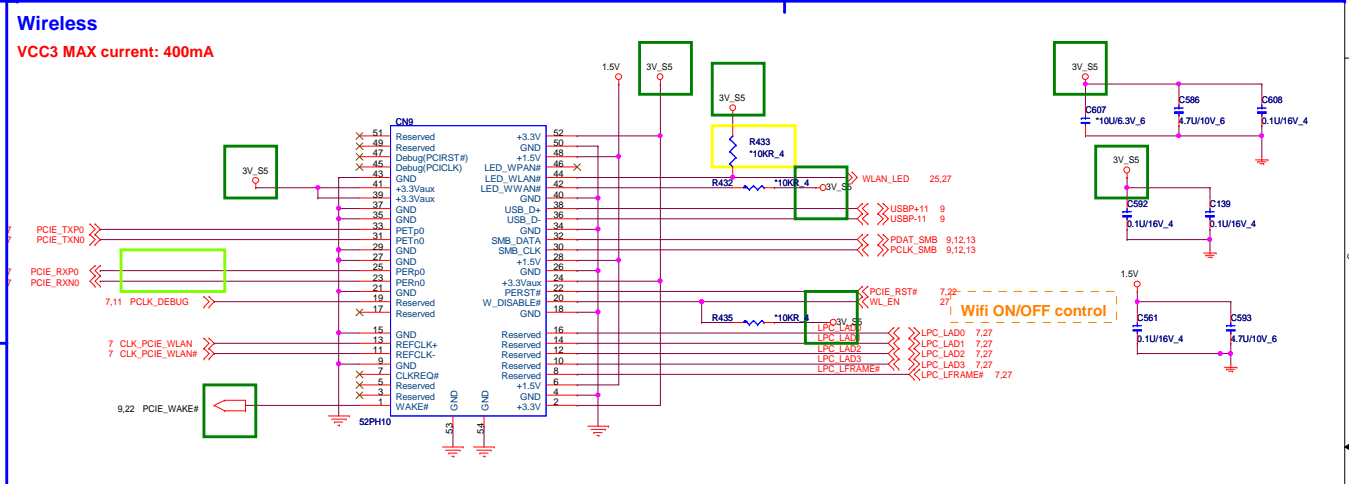 Wireless
VCC3 MAX current: 400mA
1.5V
3V_S5
3V_S5
3V_S5
3V_S5
3V_S5
3V_S5
3V_S5
CN9
52PH10
51 Reserved
49 Reserved
47 Debug(PCIRST#)
45 Debug(PCICLK)
43 GND
41 +3.3Vaux
39 +3.3Vaux
37 GND
35 GND
33 PETp0
31 PETn0
29 GND
27 GND
25 PERp0
23 PERn0
21 GND
19 Reserved
17 Reserved
15 GND
13 REFCLK+
11 REFCLK-
9 GND
7 CLKREQ#
5 Reserved
3 Reserved
1 WAKE#
+3.3V 52
GND 50
+1.5V 48
LED_WPAN# 46
LED_WLAN# 44
LED_WWAN# 42
GND 40
USB_D+ 38
USB_D- 36
GND 34
SMB_DATA 32
SMB_CLK 30
+1.5V 28
GND 26
+3.3Vaux 24
PERST# 22
W_DISABLE# 20
GND 18
Reserved 16
Reserved 14
Reserved 12
Reserved 10
Reserved 8
+1.5V 6
GND 4
+3.3V 2
GND 53
GND 54
7 PCIE_TXP0
7 PCIE_TXN0
7 PCIE_RXP0
7 PCIE_RXN0
7,11 PCLK_DEBUG
7 CLK_PCIE_WLAN
7 CLK_PCIE_WLAN#
9,22 PCIE_WAKE#
R433
*10KR_4
R432 *10KR_4
WLAN_LED 25,27
USBP+11 9
USBP-11 9
PDAT_SMB 9,12,13
PCLK_SMB 9,12,13
PCIE_RST# 7,22
WL_EN 27
R435 *10KR_4
Wifi ON/OFF control
LPC_LAD0
LPC_LAD1
LPC_LAD2
LPC_LAD3
LPC_LFRAME#
LPC_LAD0 7,27
LPC_LAD1 7,27
LPC_LAD2 7,27
LPC_LAD3 7,27
LPC_LFRAME# 7,27
C607
*10U/6.3V_6
C586
4.7U/10V_6
C608
0.1U/16V_4
C592
0.1U/16V_4
C139
0.1U/16V_4
1.5V
C561
0.1U/16V_4
C593
4.7U/10V_6